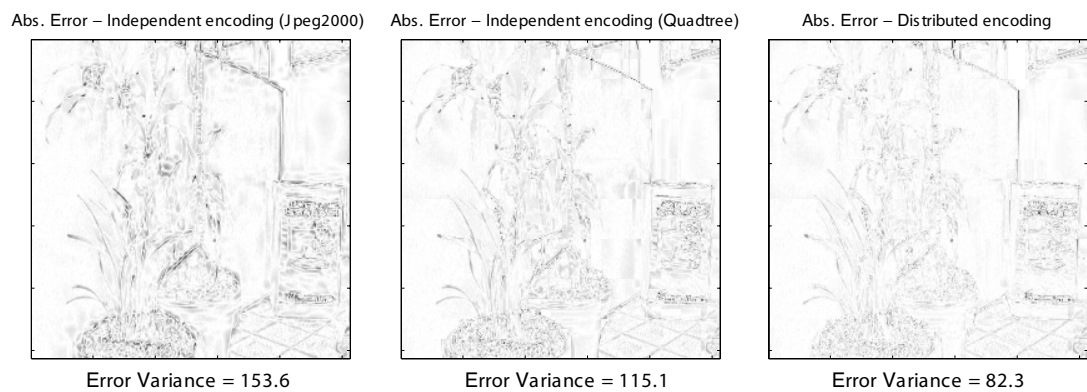 Abs. Error – Independent encoding (Jpeg2000)
Abs. Error – Independent encoding (Quadtree)
Abs. Error – Distributed encoding
Error Variance = 153.6
Error Variance = 115.1
Error Variance = 82.3